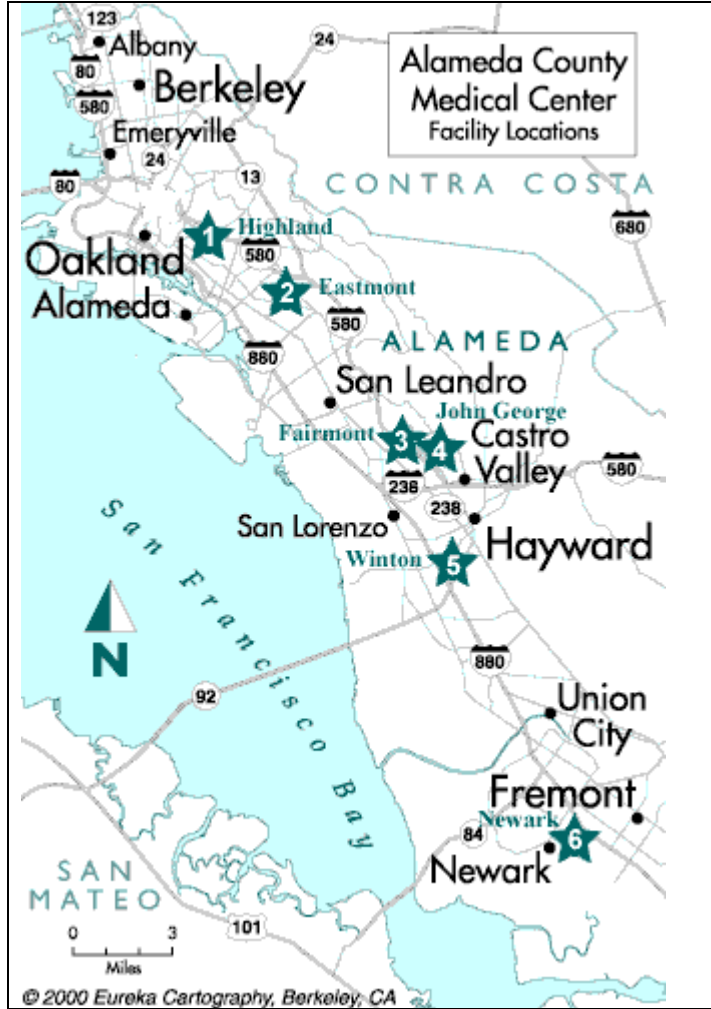 123
Albany
24
Alameda County
Medical Center
Facility Locations
80
Berkeley
580
Emeryville
24
13
80
CONTRA COSTA
680
1
Highland
580
Oakland
2
Eastmont
Alameda
580
880
ALAMEDA
San Leandro
John George
Fairmont
3
4
Castro
Valley
580
238
238
San Lorenzo
Hayward
Winton
5
San Francisco Bay
N
880
92
Union
City
Fremont
Newark
6
84
Newark
SAN
MATEO
101
0 3
Miles
© 2000 Eureka Cartography, Berkeley, CA